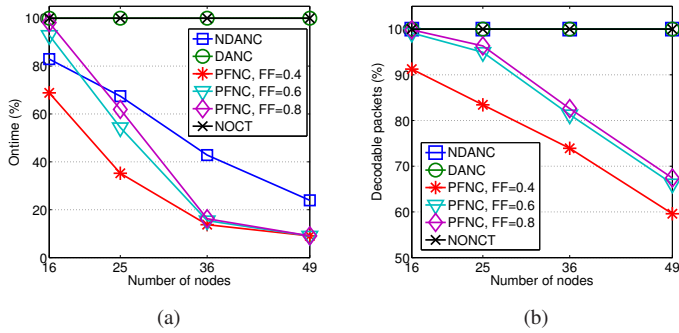 100
80
60
40
20
0
Ontime (%)
NDANC
DANC
PFNC, FF=0.4
PFNC, FF=0.6
PFNC, FF=0.8
NOCT
16
25
36
49
Number of nodes
(a)
100
90
80
70
60
50
Decodable packets (%)
NDANC
DANC
PFNC, FF=0.4
PFNC, FF=0.6
PFNC, FF=0.8
NONCT
16
25
36
49
Number of nodes
(b)